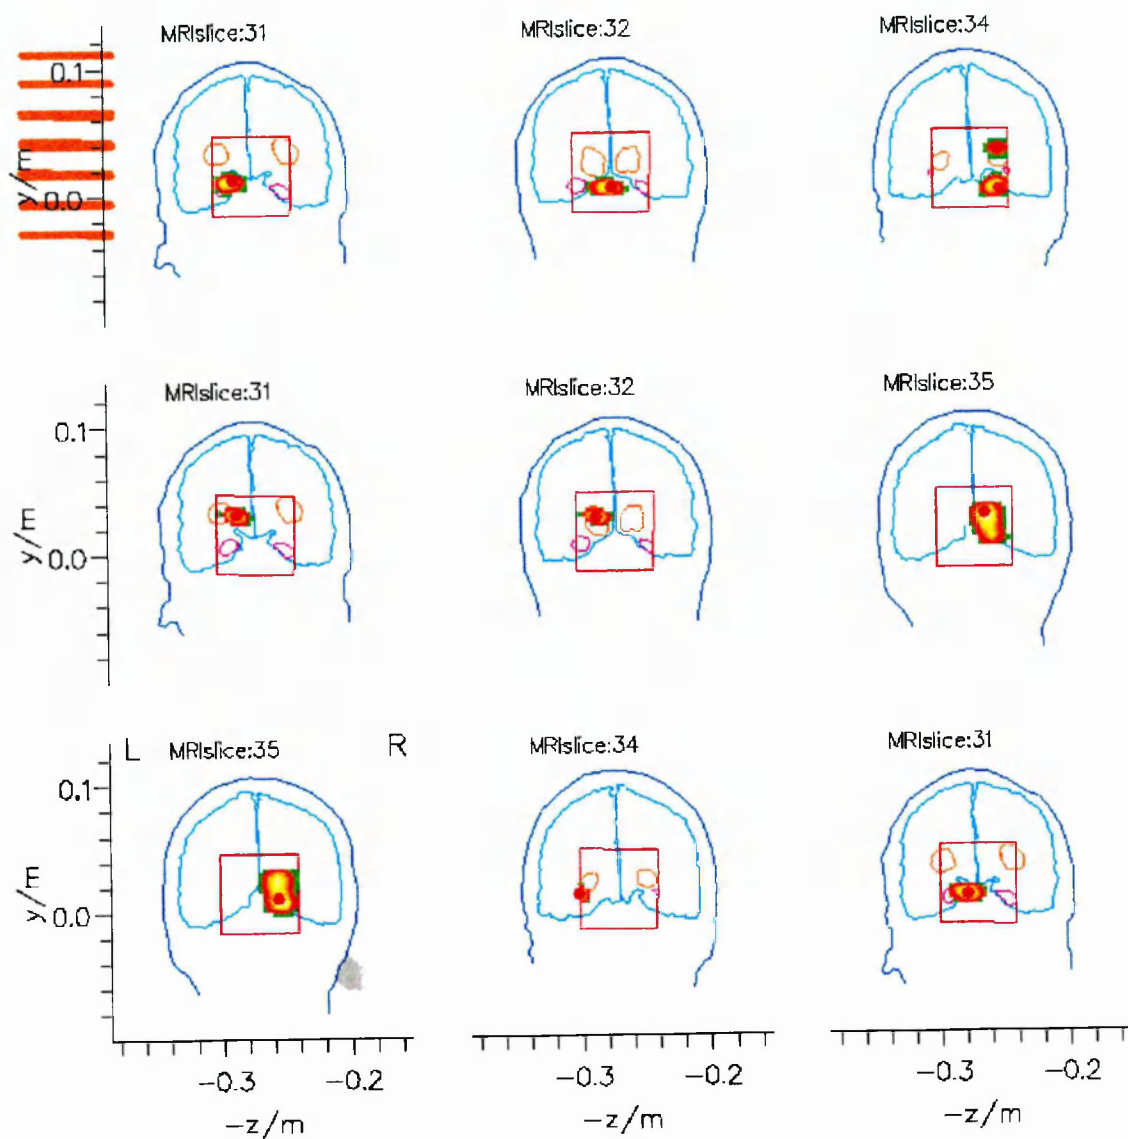 MRIslice:31 MRIslice:32 MRIslice:34
0.1
y/m
0.0
MRIslice:31 MRIslice:32 MRIslice:35
0.1
y/m
0.0
L MRIslice:35 R MRIslice:34 MRIslice:31
0.1
y/m
0.0
-0.3 -0.2 -0.3 -0.2 -0.3 -0.2
-z/m -z/m -z/m